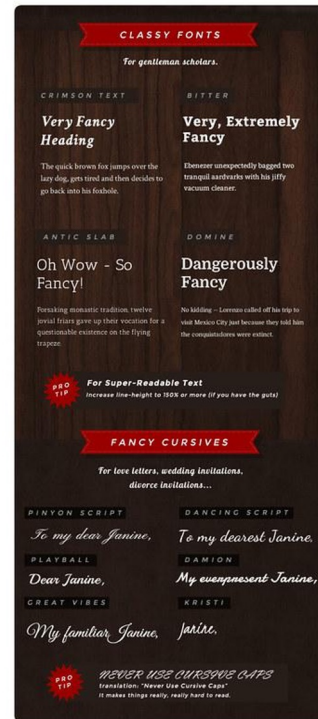 CLASSY FONTS
For gentleman scholars.
CRIMSON TEXT
Very Fancy
Heading
The quick brown fox jumps over the
lazy dog, gets tired and then decides to
go back into his foxhole.
BITTER
Very, Extremely
Fancy
Ebenezer unexpectedly bagged two
tranquil aardvarks with his jiffy
vacuum cleaner.
ANTIC SLAB
Oh Wow - So
Fancy!
Forsaking monastic tradition, twelve
jovial friars gave up their vocation for a
questionable existence on the flying
trapeze.
DOMINE
Dangerously
Fancy
No kidding -- Lorenzo called off his trip to
visit Mexico City just because they told him
the conquistadores were extinct.
PRO
TIP
For Super-Readable Text
Increase line-height to 150% or more (if you have the guts)
FANCY CURSIVES
For love letters, wedding invitations,
divorce invitations...
PINYON SCRIPT
To my dear Janine,
DANCING SCRIPT
To my dearest Janine,
PLAYBALL
Dear Janine,
DAMION
My everpresent Janine,
GREAT VIBES
My familiar Janine,
KRISTI
Janine,
PRO
TIP
NEVER USE CURSIVE CAPS
translation: "Never Use Cursive Caps"
It makes things really, really hard to read.